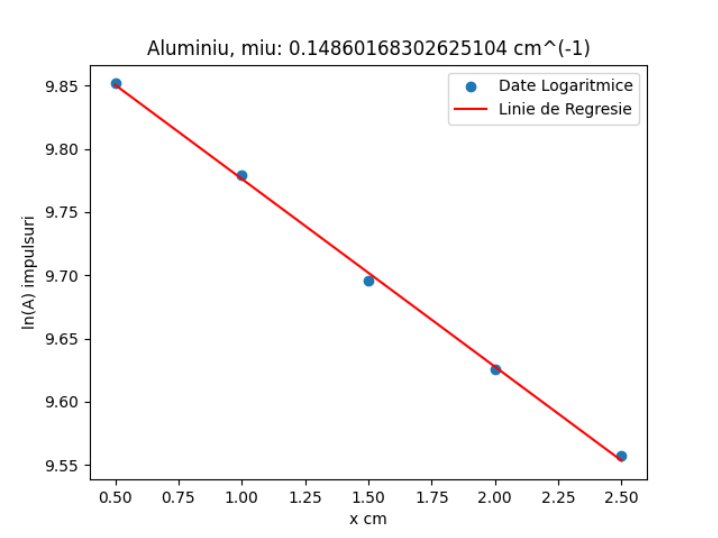 Aluminiu, miu: 0.14860168302625104 cm^(-1)
Date Logaritmice
Linie de Regresie
ln(A) impulsuri
9.85
9.80
9.75
9.70
9.65
9.60
9.55
0.50 0.75 1.00 1.25 1.50 1.75 2.00 2.25 2.50
x cm